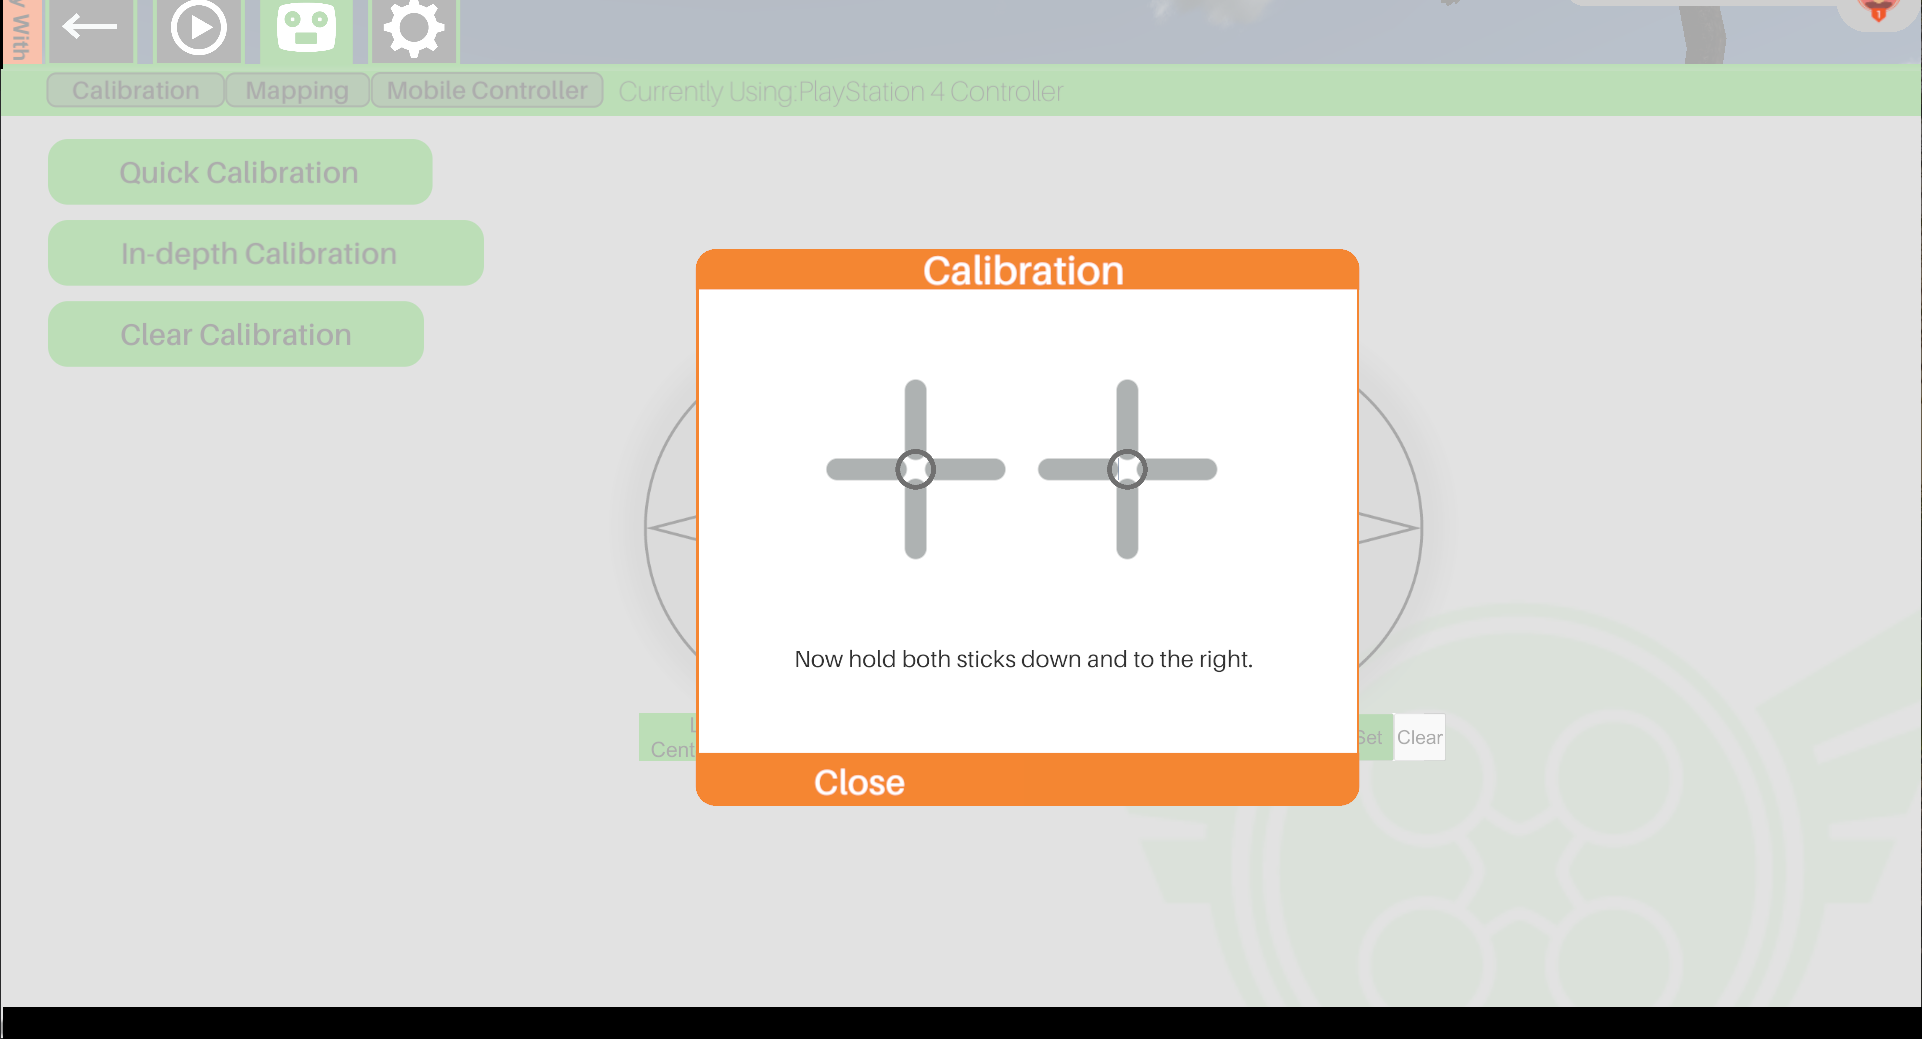 y With
Calibration
Mapping
Mobile Controller
Currently Using:PlayStation 4 Controller
Quick Calibration
In-depth Calibration
Clear Calibration
Calibration
Now hold both sticks down and to the right.
Set
Clear
Close
1